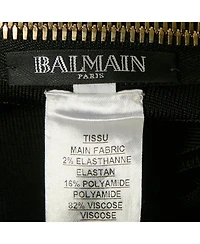 BALMAIN
PARIS
TISSU
MAIN FABRIC
2% ELASTHANNE
ELASTAN
16% POLYAMIDE
POLYAMIDE
82% VISCOSE
VISCOSE